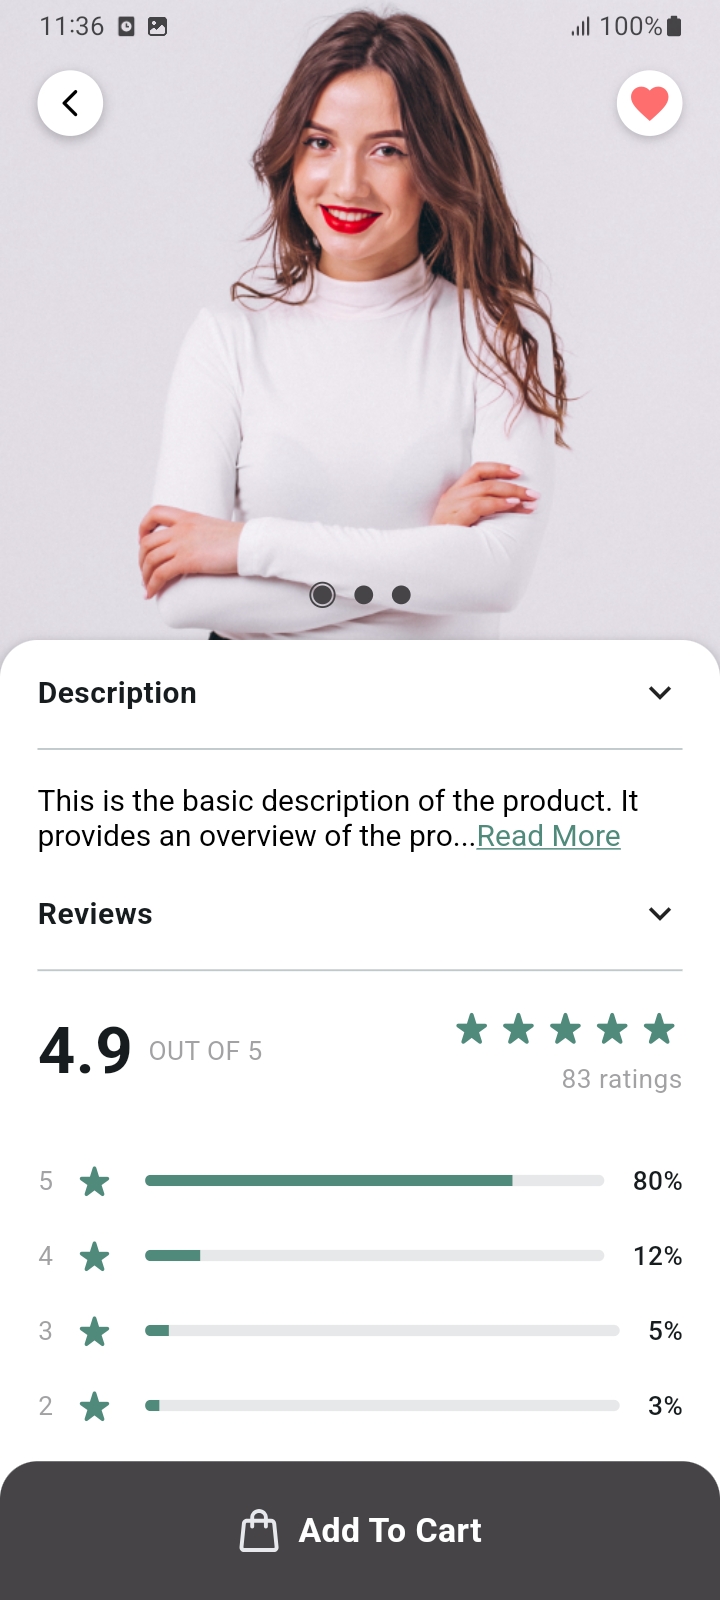 11:36
100%
Description
This is the basic description of the product. It
provides an overview of the pro...Read More
Reviews
4.9 OUT OF 5
83 ratings
5 80%
4 12%
3 5%
2 3%
Add To Cart